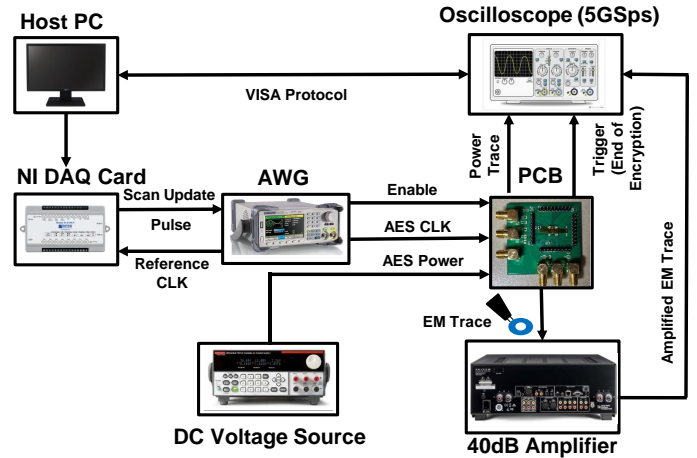 Host PC
Oscilloscope (5GSps)
VISA Protocol
Power
Trace
Trigger
(End of
Encryption)
NI DAQ Card
AWG
PCB
Scan Update
Pulse
Enable
AES CLK
Reference
CLK
AES Power
Amplified EM Trace
EM Trace
DC Voltage Source
40dB Amplifier